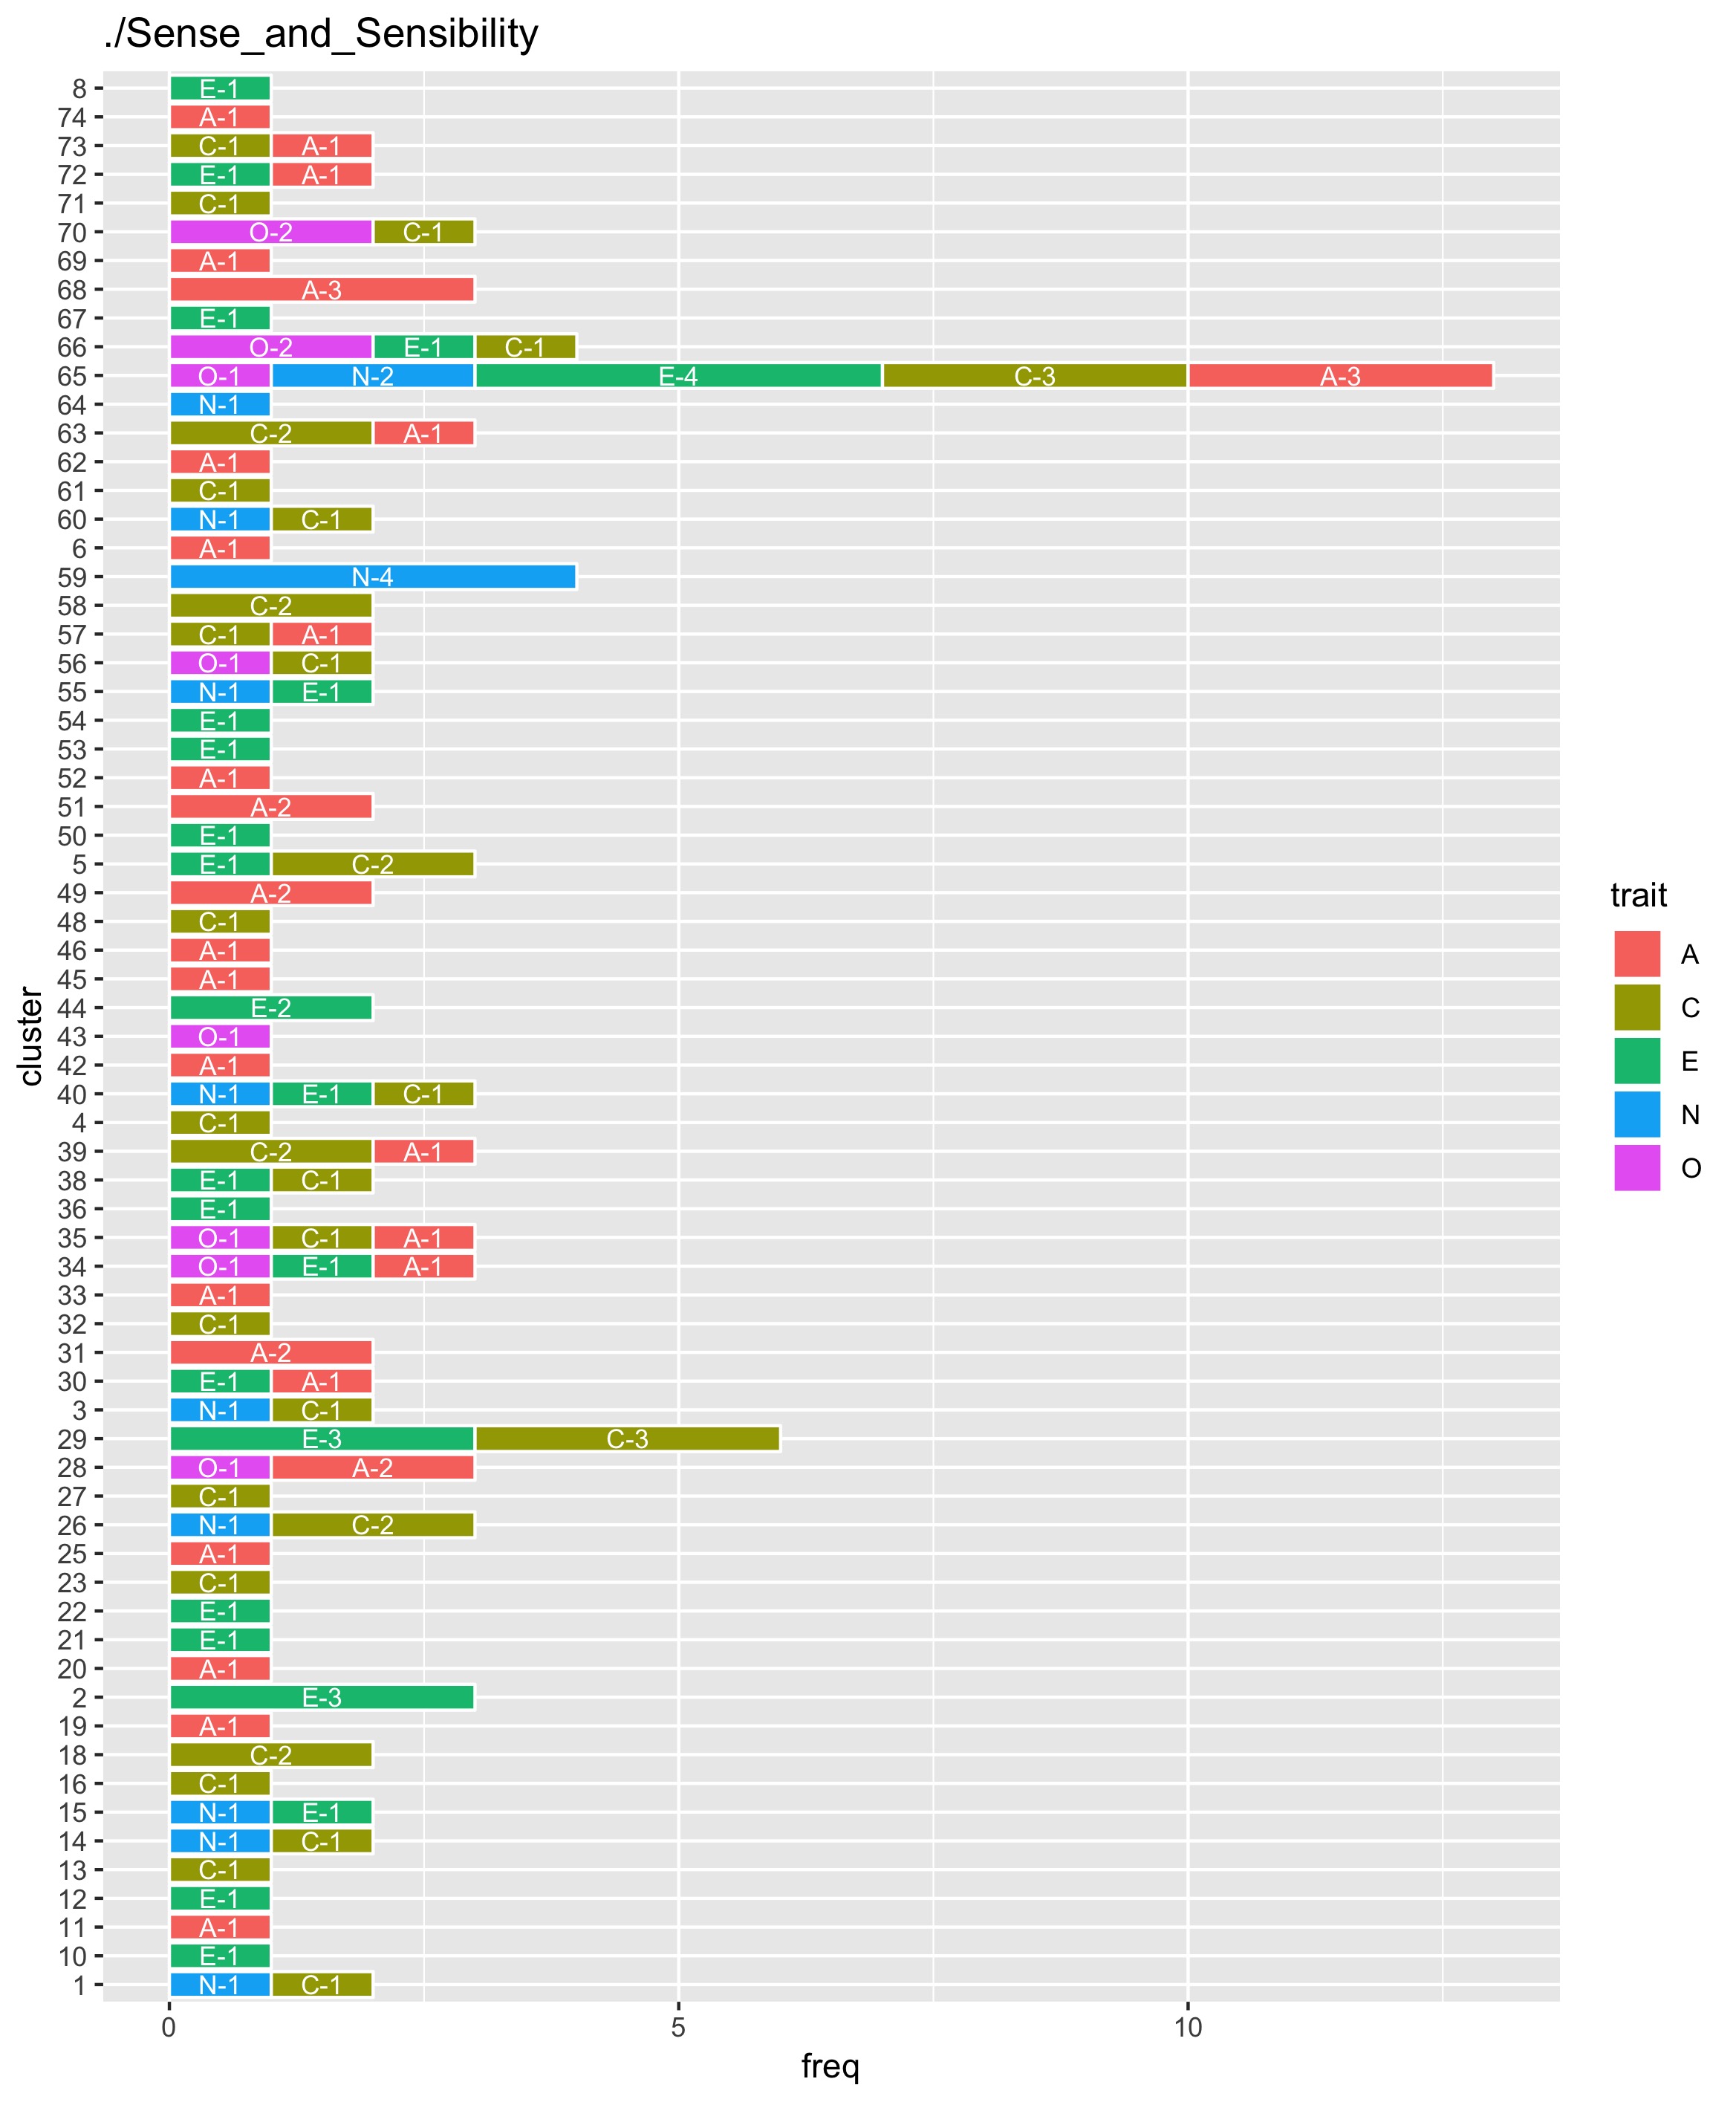 ./Sense_and_Sensibility
8 E-1
74 A-1
73 C-1 A-1
72 E-1 A-1
71 C-1
70 O-2 C-1
69 A-1
68 A-3
67 E-1
66 O-2 E-1 C-1
65 O-1 N-2 E-4 C-3 A-3
64 N-1
63 C-2 A-1
62 A-1
61 C-1
60 N-1 C-1
6 A-1
59 N-4
58 C-2
57 C-1 A-1
56 O-1 C-1
55 N-1 E-1
54 E-1
53 E-1
52 A-1
51 A-2
50 E-1
5 E-1 C-2
49 A-2
48 C-1
46 A-1
45 A-1
44 E-2
43 O-1
42 A-1
40 N-1 E-1 C-1
4 C-1
39 C-2 A-1
38 E-1 C-1
36 E-1
35 O-1 C-1 A-1
34 O-1 E-1 A-1
33 A-1
32 C-1
31 A-2
30 E-1 A-1
3 N-1 C-1
29 E-3 C-3
28 O-1 A-2
27 C-1
26 N-1 C-2
25 A-1
23 C-1
22 E-1
21 E-1
20 A-1
2 E-3
19 A-1
18 C-2
16 C-1
15 N-1 E-1
14 N-1 C-1
13 C-1
12 E-1
11 A-1
10 E-1
1 N-1 C-1
0 5 10
freq
cluster
trait
A
C
E
N
O